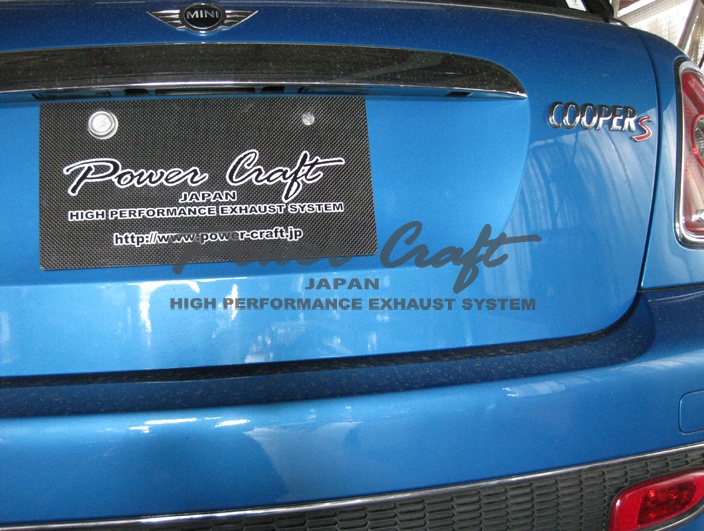 MINI
COOPER S
Power Craft
JAPAN
HIGH PERFORMANCE EXHAUST SYSTEM
http://www.power-craft.jp
Power Craft
JAPAN
HIGH PERFORMANCE EXHAUST SYSTEM